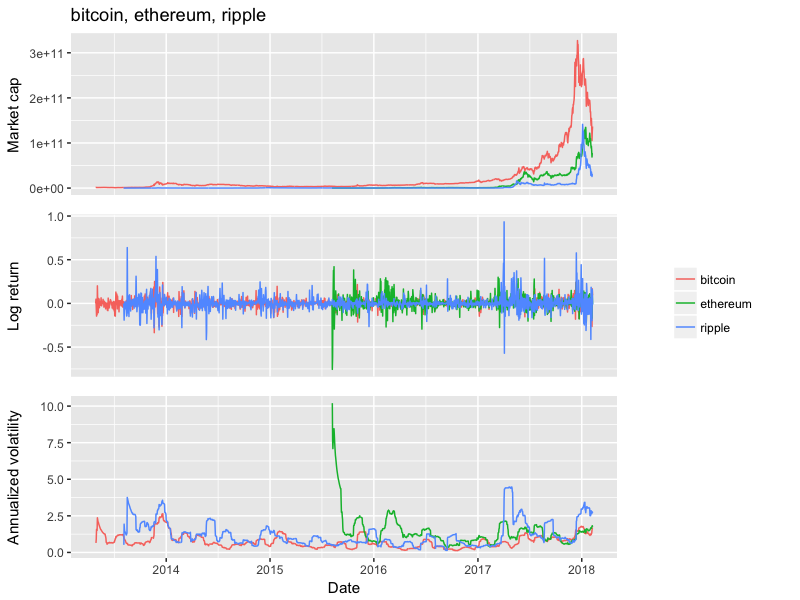 bitcoin, ethereum, ripple
Market cap
3e+11
2e+11
1e+11
0e+00
Log return
1.0
0.5
0.0
-0.5
Annualized volatility
10.0
7.5
5.0
2.5
0.0
2014 2015 2016 2017 2018
Date
bitcoin
ethereum
ripple